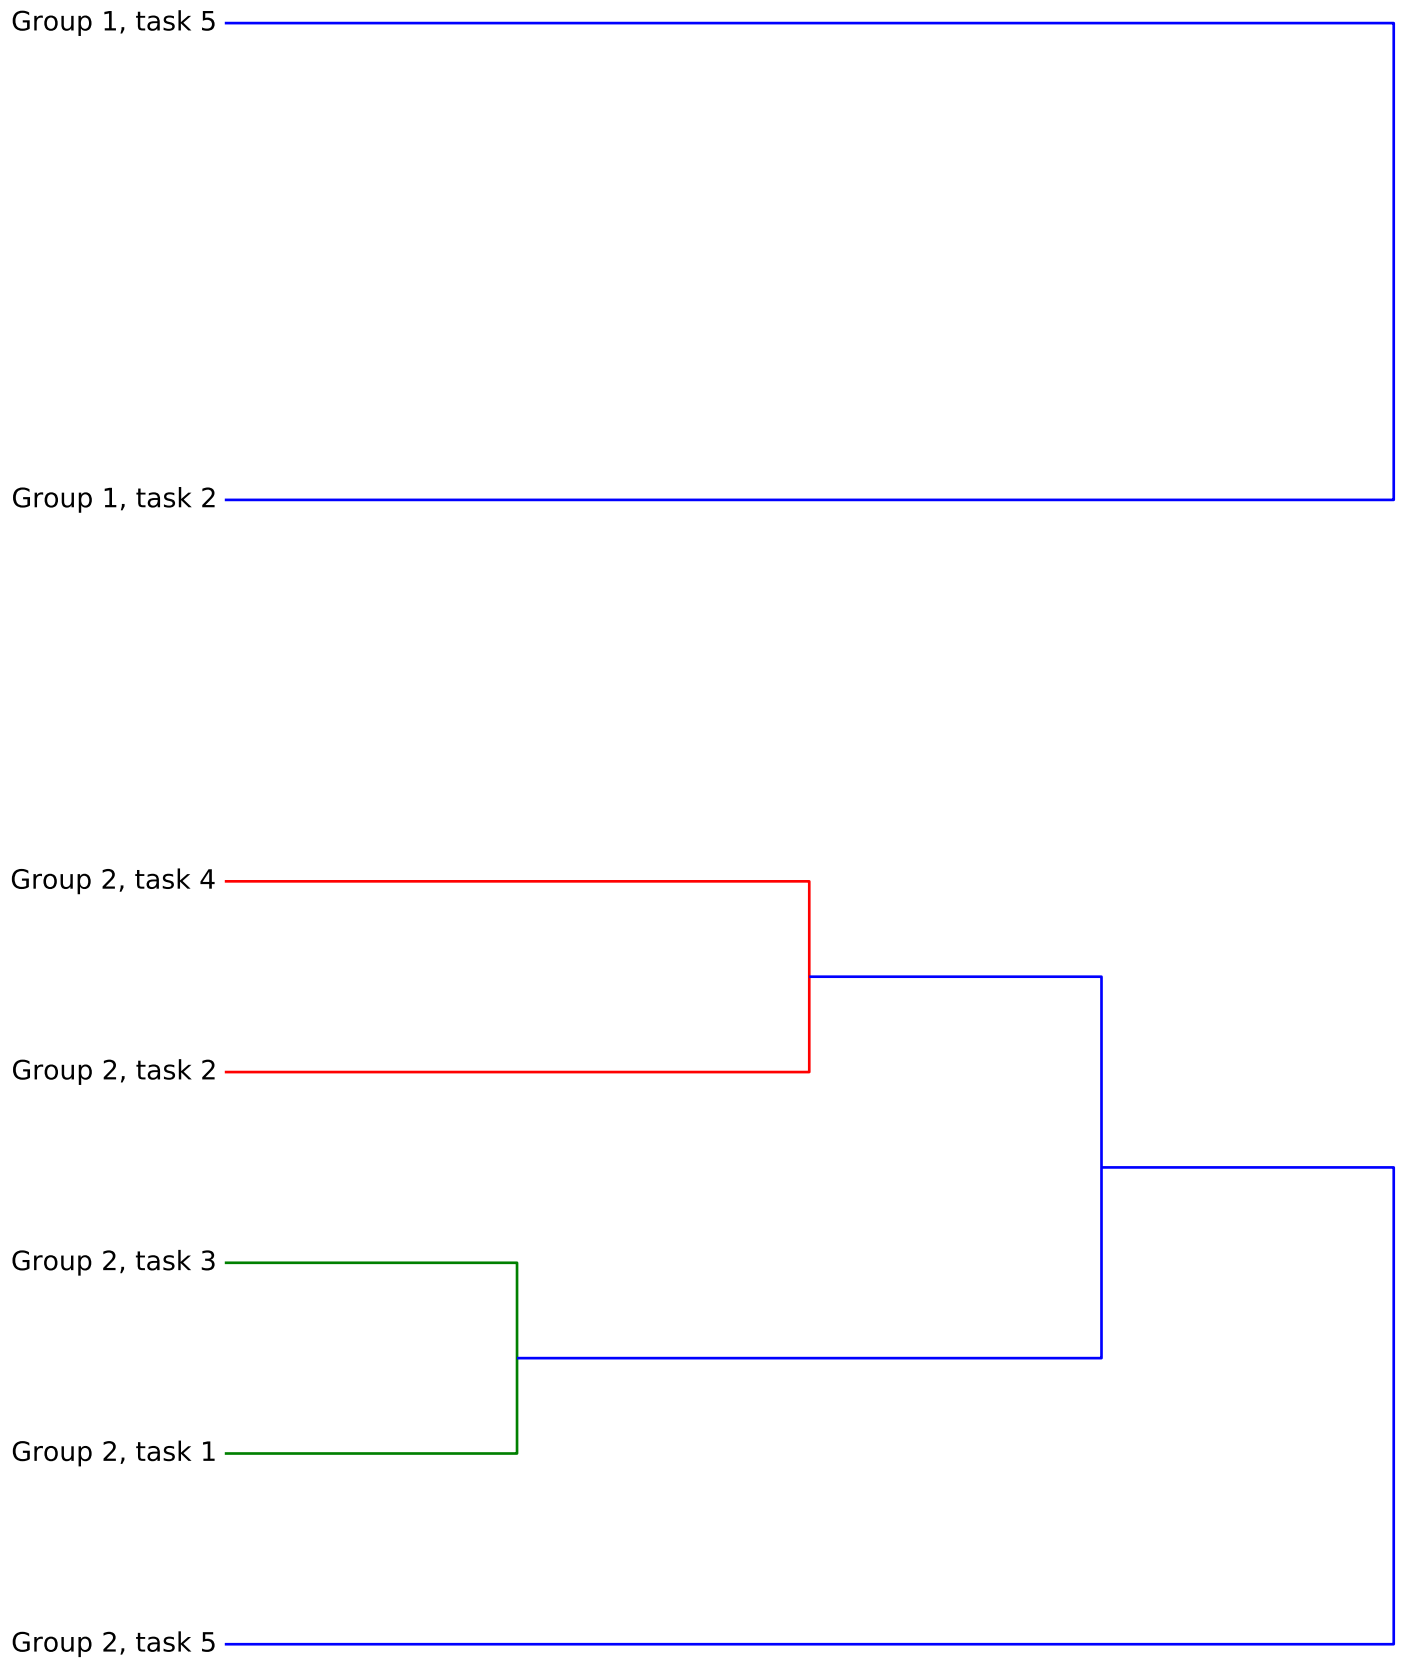 Group 1, task 5
Group 1, task 2
Group 2, task 4
Group 2, task 2
Group 2, task 3
Group 2, task 1
Group 2, task 5